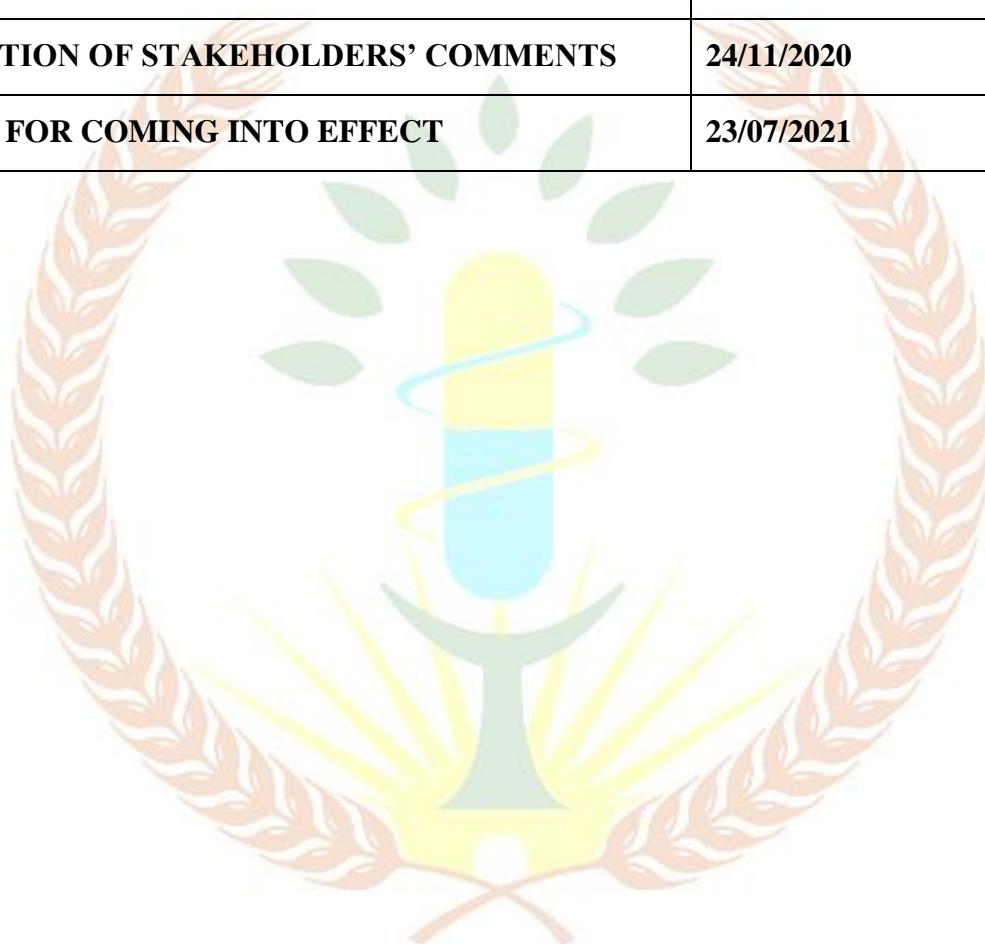 TION OF STAKEHOLDERS’ COMMENTS 24/11/2020
FOR COMING INTO EFFECT 23/07/2021